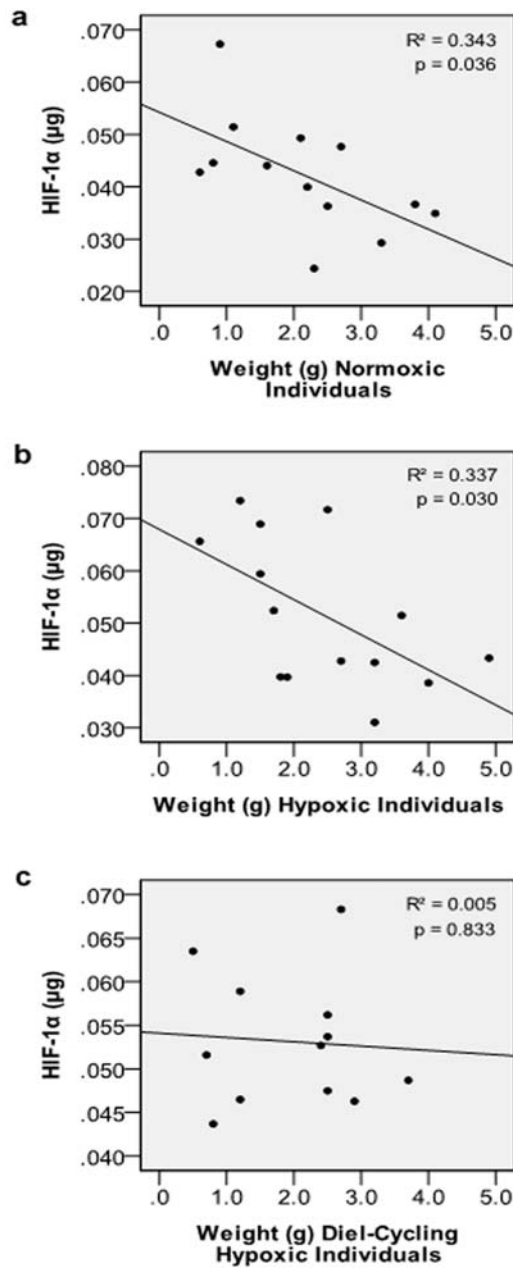 a
R² = 0.343
p = 0.036
HIF-1α (µg)
.070
.060
.050
.040
.030
.020
.0 1.0 2.0 3.0 4.0 5.0
Weight (g) Normoxic
Individuals
b
R² = 0.337
p = 0.030
HIF-1α (µg)
.080
.070
.060
.050
.040
.030
.0 1.0 2.0 3.0 4.0 5.0
Weight (g) Hypoxic Individuals
c
R² = 0.005
p = 0.833
HIF-1α (µg)
.070
.065
.060
.055
.050
.045
.040
.0 1.0 2.0 3.0 4.0 5.0
Weight (g) Diel-Cycling
Hypoxic Individuals